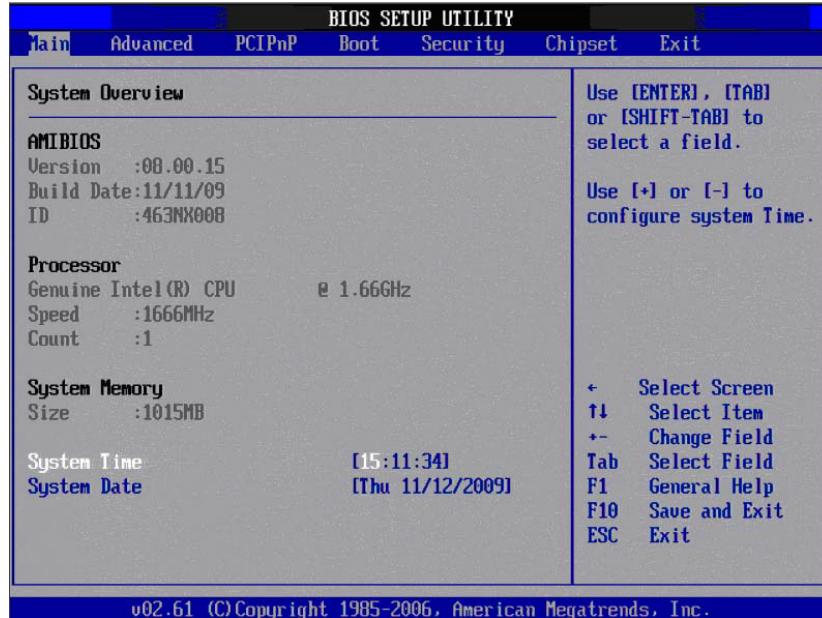 BIOS SETUP UTILITY
Main Advanced PCIPnP Boot Security Chipset Exit
System Overview
AMIBIOS
Version :08.00.15
Build Date:11/11/09
ID :463NX008
Processor
Genuine Intel(R) CPU @ 1.66GHz
Speed :1666MHz
Count :1
System Memory
Size :1015MB
System Time [15:11:34]
System Date [Thu 11/12/2009]
Use [ENTER], [TAB]
or [SHIFT-TAB] to
select a field.
Use [+] or [-] to
configure system Time.
← Select Screen
↑↓ Select Item
+- Change Field
Tab Select Field
F1 General Help
F10 Save and Exit
ESC Exit
v02.61 (C)Copyright 1985-2006, American Megatrends, Inc.